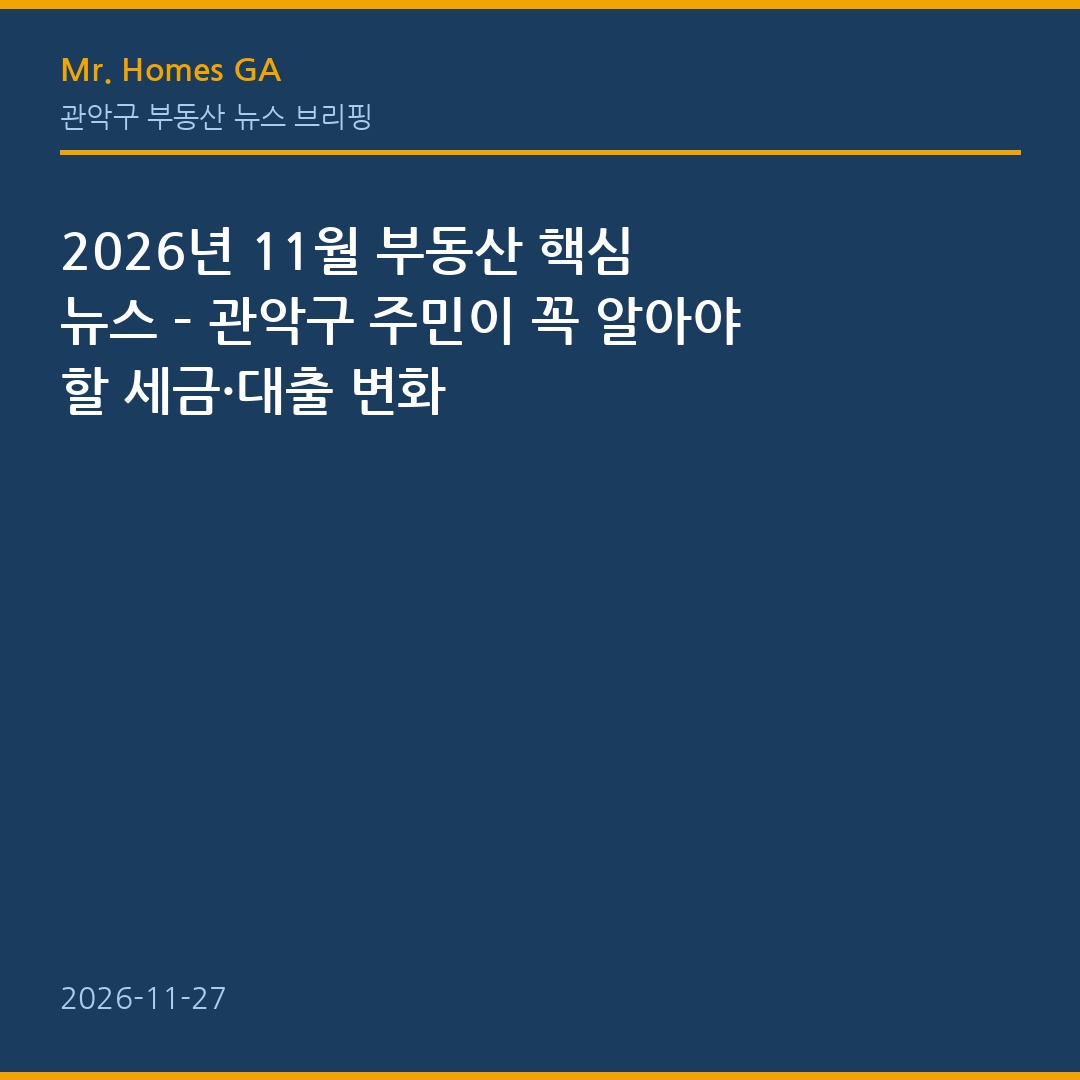 Mr. Homes GA
관악구 부동산 뉴스 브리핑
2026년 11월 부동산 핵심
뉴스 - 관악구 주민이 꼭 알아야
할 세금·대출 변화
2026-11-27